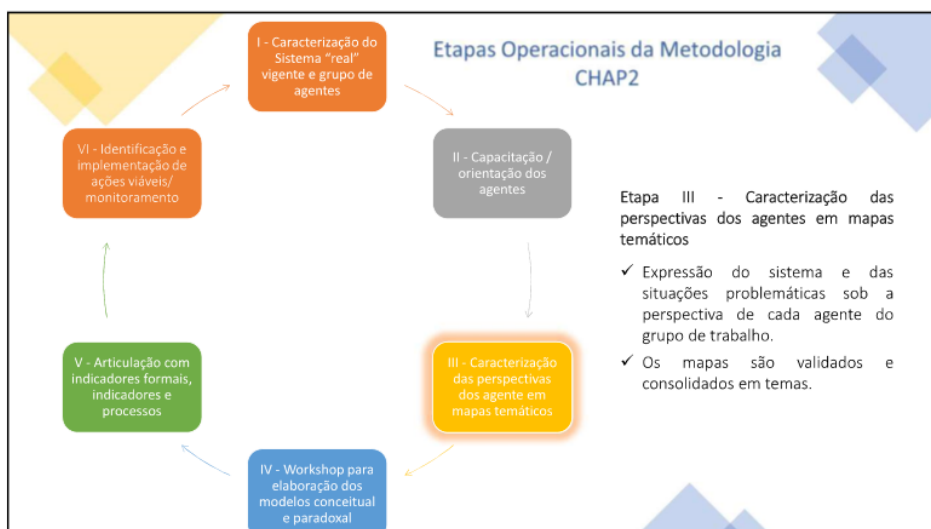 Etapas Operacionais da Metodologia
CHAP2
I - Caracterização do
Sistema “real”
vigente e grupo de
agentes
II - Capacitação /
orientação dos
agentes
III - Caracterização
das perspectivas
dos agente em
mapas temáticos
IV - Workshop para
elaboração dos
modelos conceitual
e paradoxal
V - Articulação com
indicadores formais,
indicadores e
processos
VI - Identificação e
implementação de
ações viáveis/
monitoramento
Etapa III - Caracterização das
perspectivas dos agentes em mapas
temáticos
✓ Expressão do sistema e das
situações problemáticas sob a
perspectiva de cada agente do
grupo de trabalho.
✓ Os mapas são validados e
consolidados em temas.